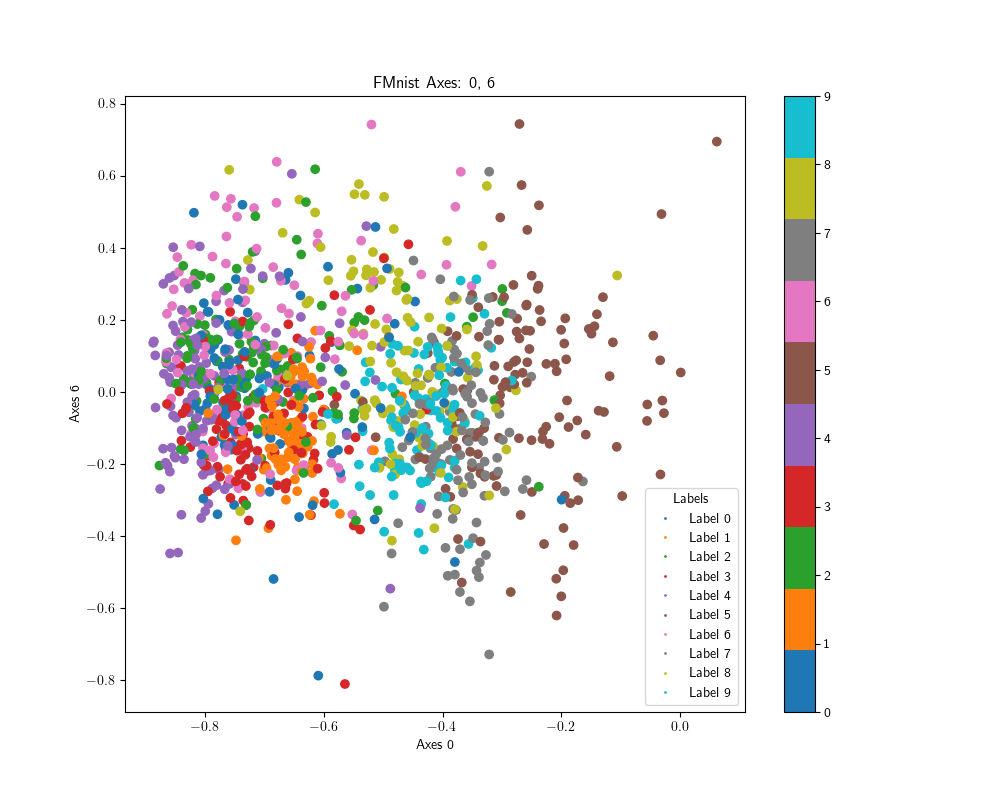 FMnist Axes: 0, 6
Axes 6
0.8
0.6
0.4
0.2
0.0
−0.2
−0.4
−0.6
−0.8
−0.8
−0.6
−0.4
−0.2
0.0
Axes 0
Labels
Label 0
Label 1
Label 2
Label 3
Label 4
Label 5
Label 6
Label 7
Label 8
Label 9
9
8
7
6
5
4
3
2
1
0